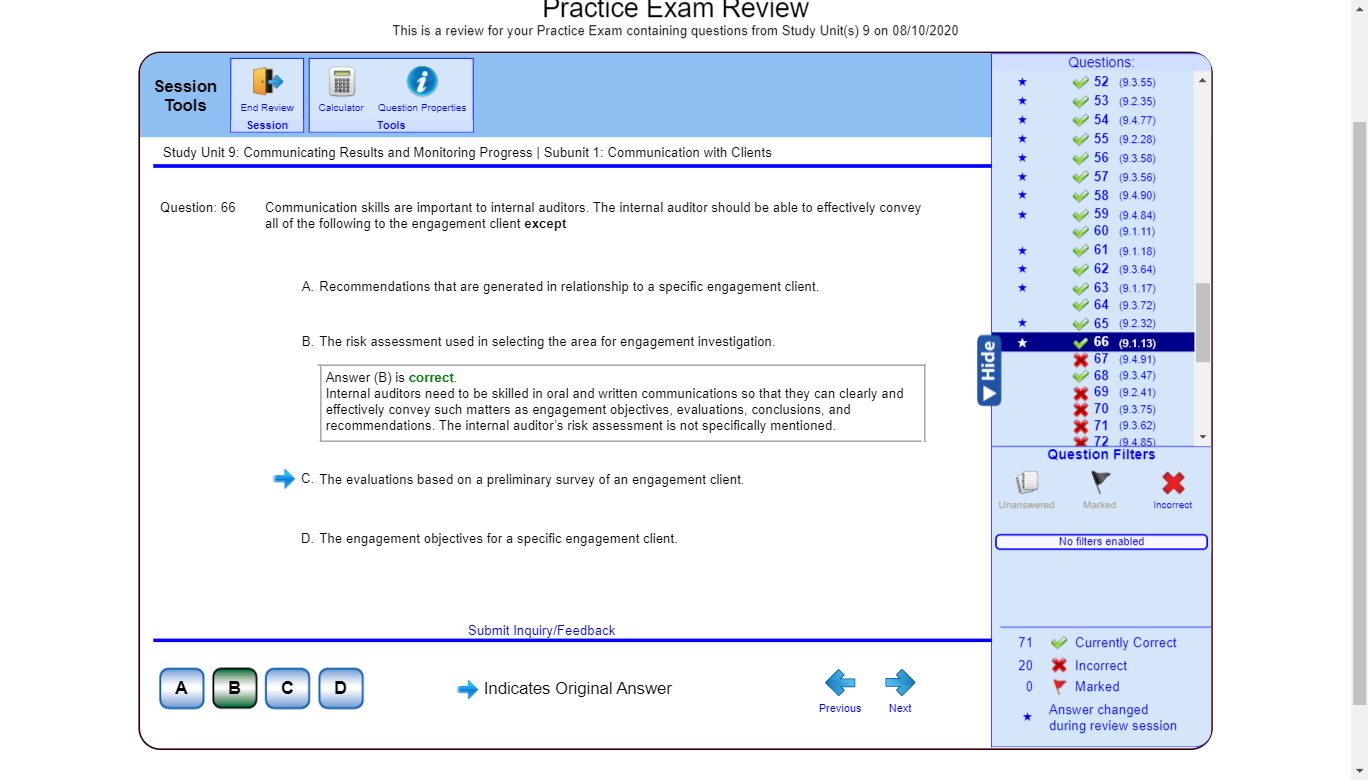 Practice Exam Review
This is a review for your Practice Exam containing questions from Study Unit(s) 9 on 08/10/2020
Session Tools
End Review
Session
Calculator
Question Properties
Tools
Study Unit 9: Communicating Results and Monitoring Progress | Subunit 1: Communication with Clients
Question: 66
Communication skills are important to internal auditors. The internal auditor should be able to effectively convey
all of the following to the engagement client except
A. Recommendations that are generated in relationship to a specific engagement client.
B. The risk assessment used in selecting the area for engagement investigation.
Answer (B) is correct.
Internal auditors need to be skilled in oral and written communications so that they can clearly and
effectively convey such matters as engagement objectives, evaluations, conclusions, and
recommendations. The internal auditor's risk assessment is not specifically mentioned.
C. The evaluations based on a preliminary survey of an engagement client.
D. The engagement objectives for a specific engagement client.
Submit Inquiry/Feedback
A B C D
Indicates Original Answer
Previous
Next
Questions:
52 (9.3.55)
53 (9.2.35)
54 (9.4.77)
55 (9.2.28)
56 (9.3.58)
57 (9.3.56)
58 (9.4.90)
59 (9.4.84)
60 (9.1.11)
61 (9.1.18)
62 (9.3.64)
63 (9.1.17)
64 (9.3.72)
65 (9.2.32)
66 (9.1.13)
67 (9.4.91)
68 (9.3.47)
69 (9.2.41)
70 (9.3.75)
71 (9.3.62)
72 (9.4.85)
Hide
Question Filters
Unanswered
Marked
Incorrect
No filters enabled
71 Currently Correct
20 Incorrect
0 Marked
Answer changed
during review session